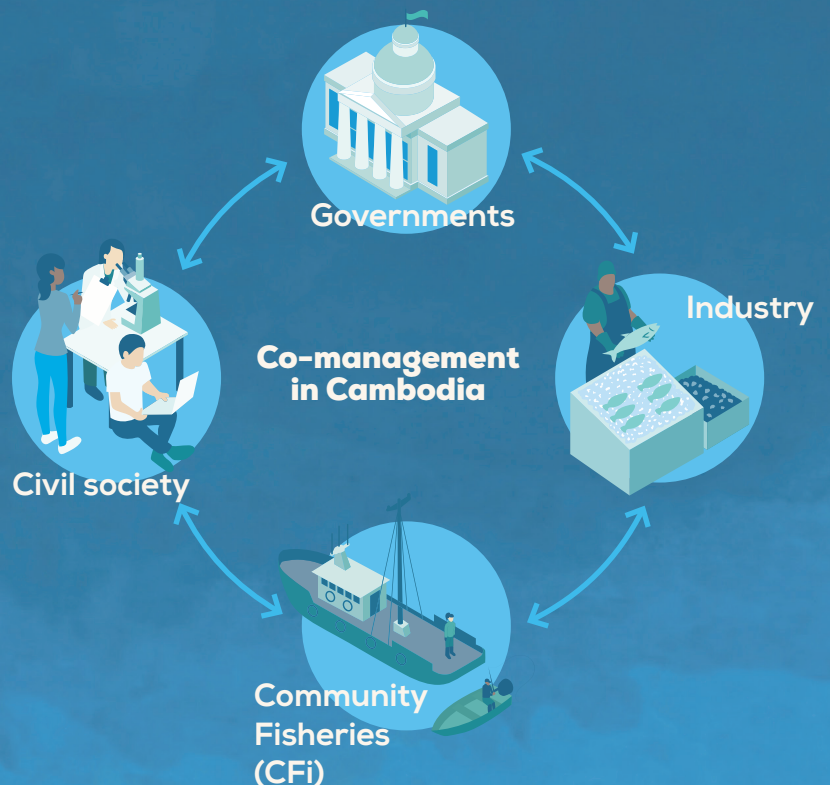 Governments
Industry
Co-management
in Cambodia
Civil society
Community
Fisheries
(CFi)